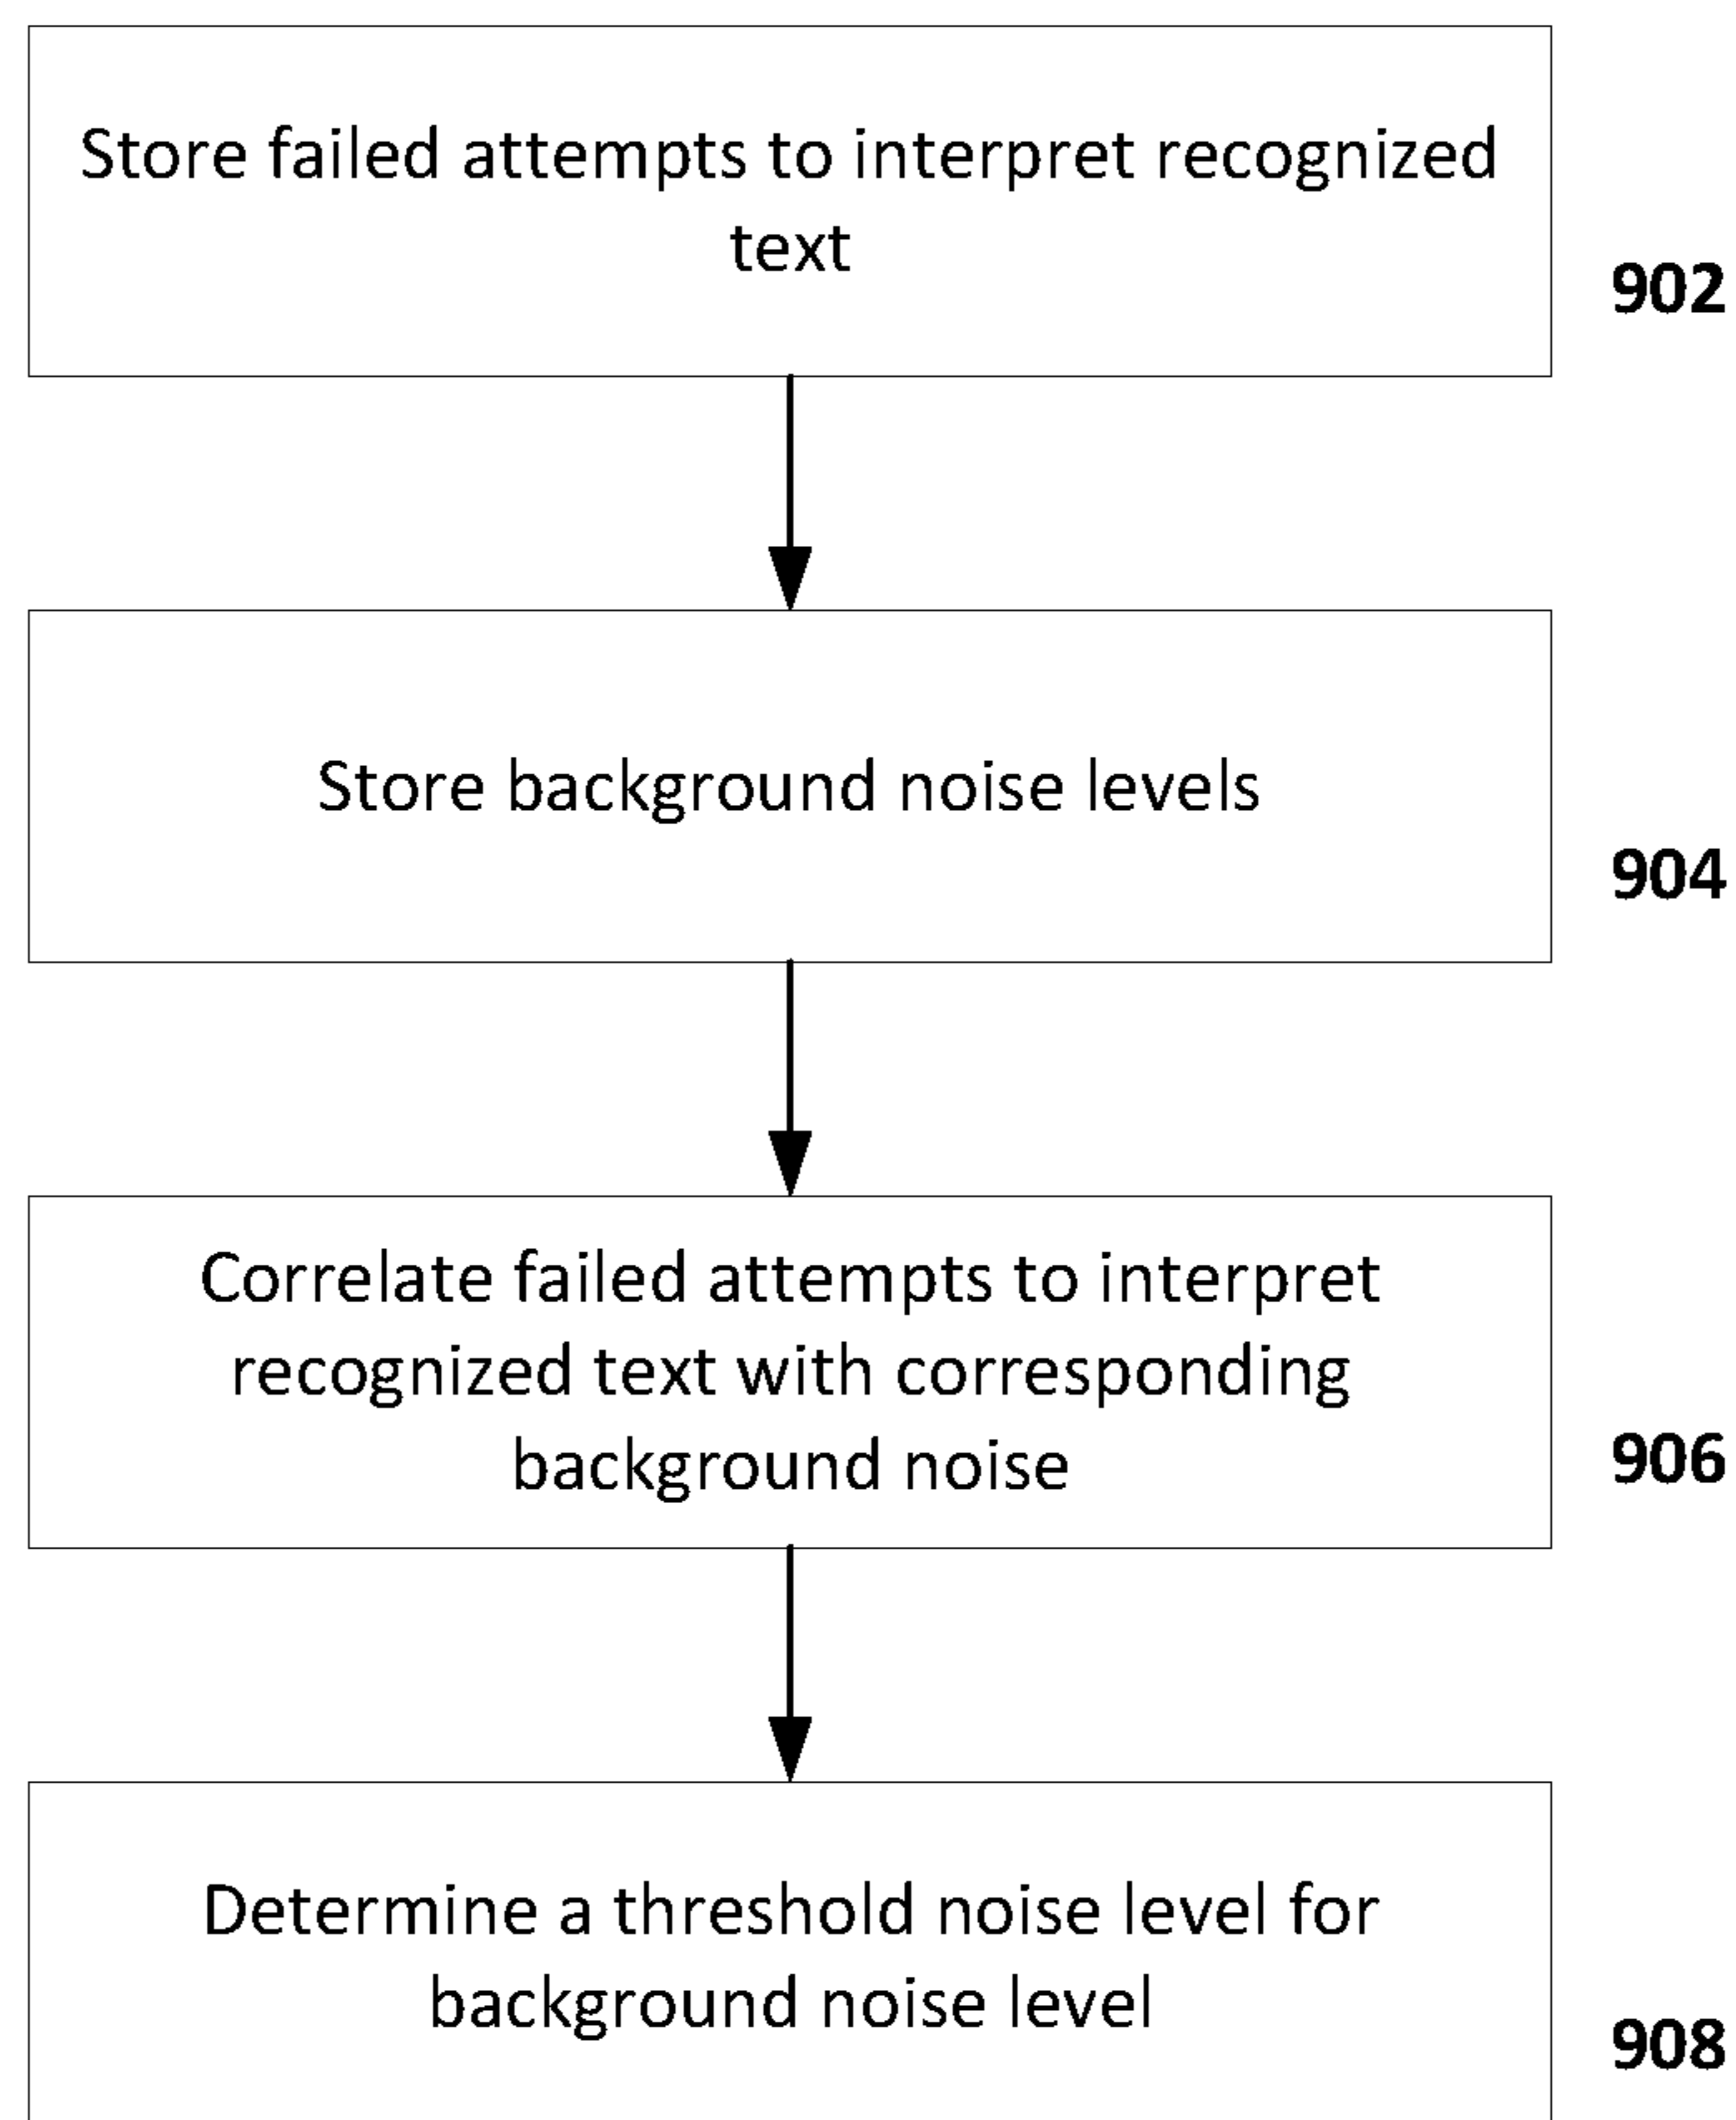 Store failed attempts to interpret recognized
text
902
Store background noise levels
904
Correlate failed attempts to interpret
recognized text with corresponding
background noise
906
Determine a threshold noise level for
background noise level
908